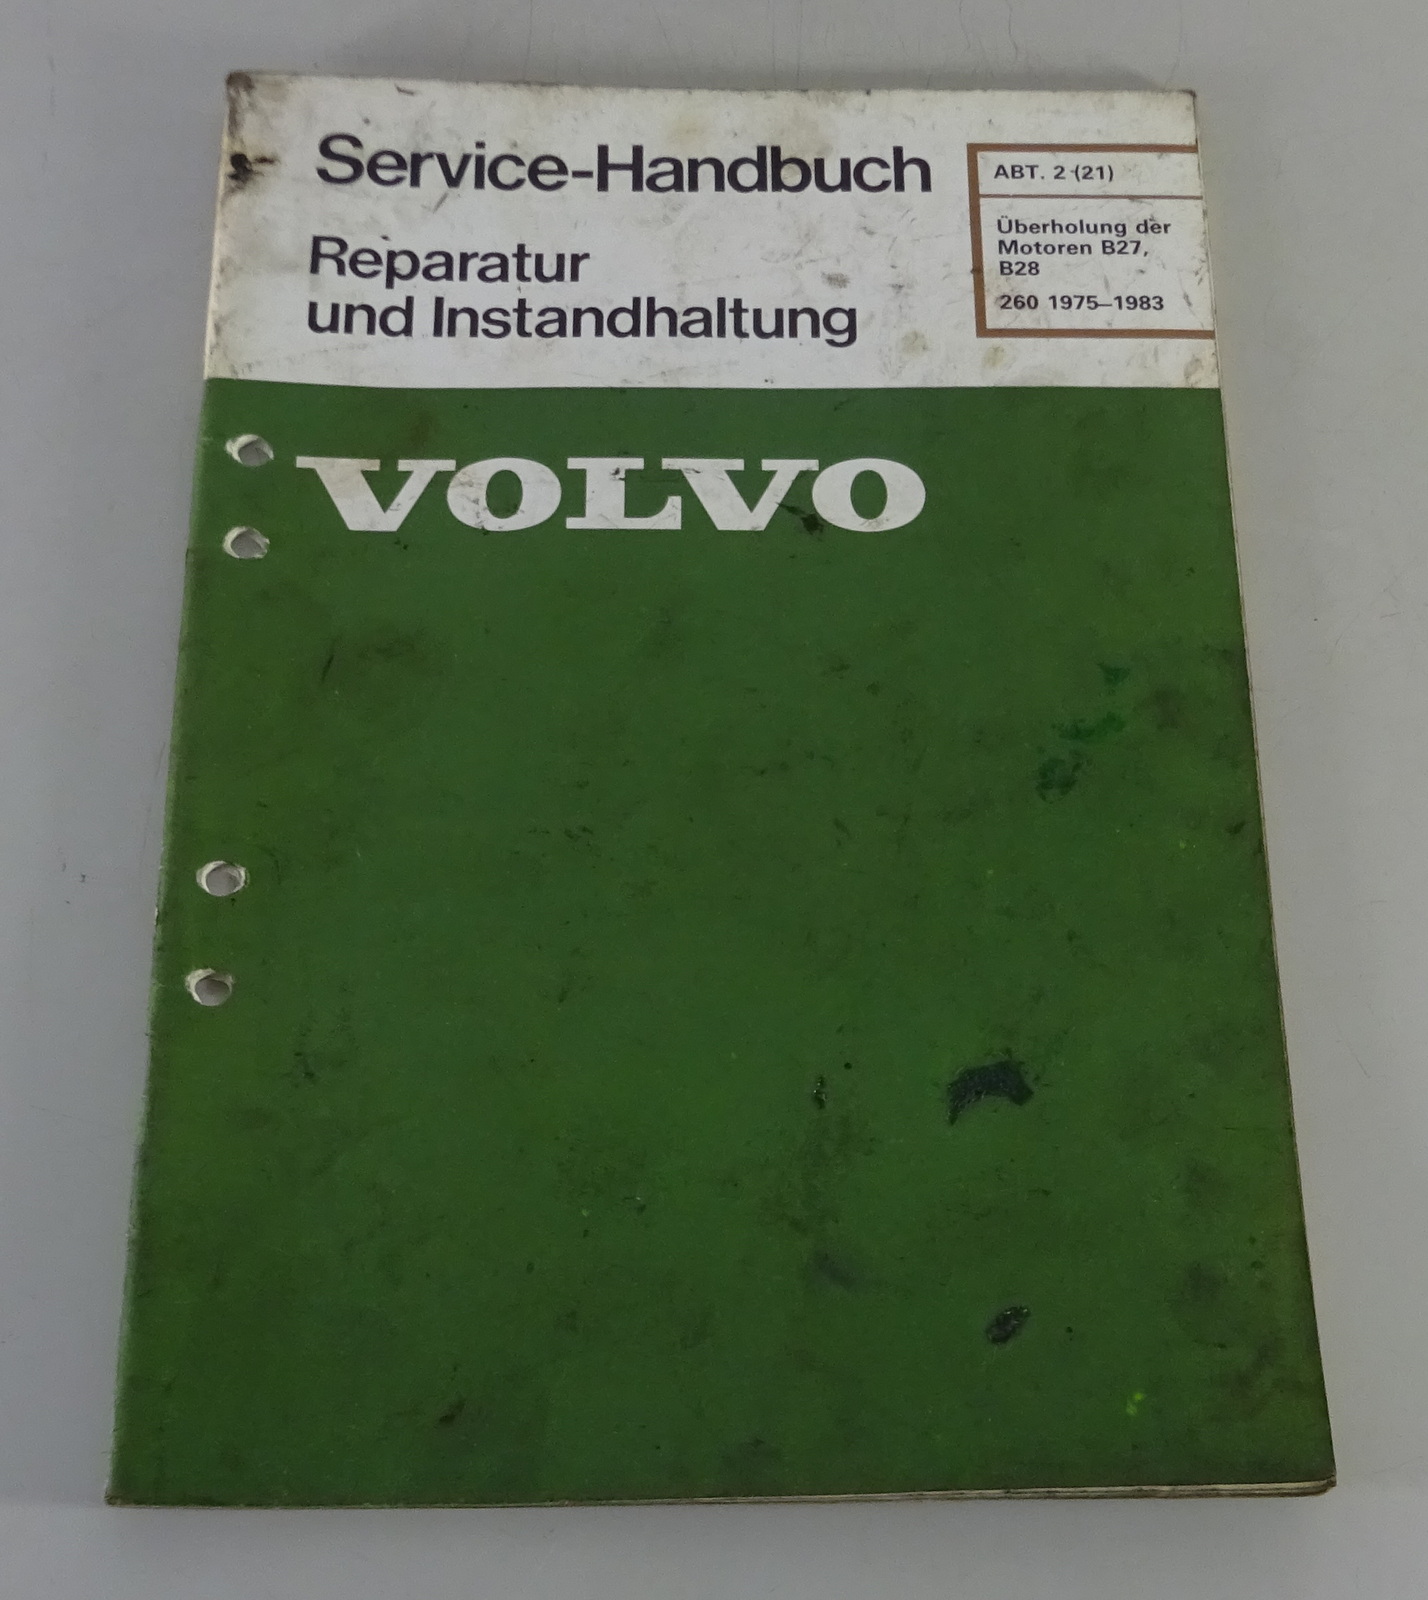 Service-Handbuch
Reparatur
und Instandhaltung
ABT. 2 (21)
Überholung der
Motoren B27,
B28
260 1975–1983
VOLVO